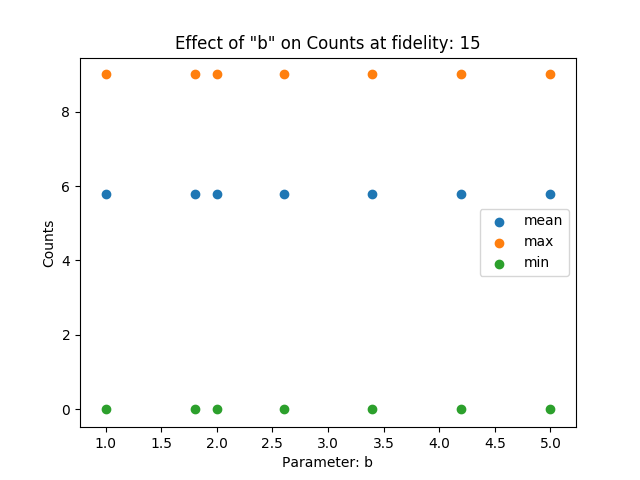 Effect of "b" on Counts at fidelity: 15
Counts
8
6
4
2
0
mean
max
min
1.0 1.5 2.0 2.5 3.0 3.5 4.0 4.5 5.0
Parameter: b